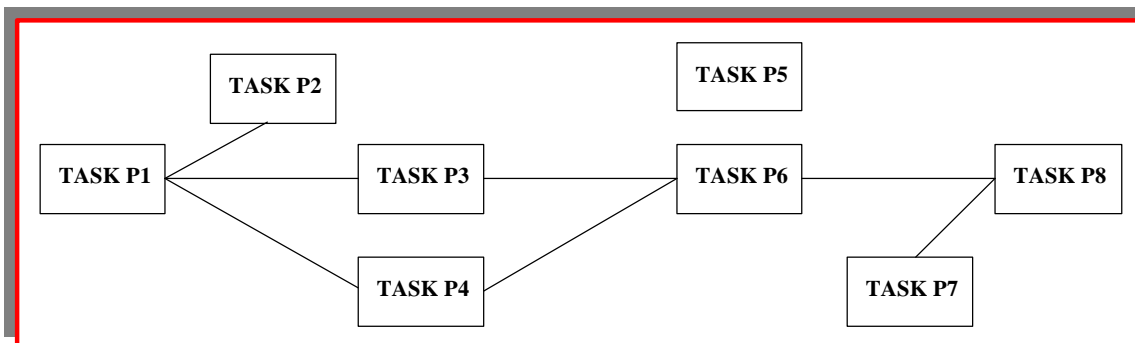 TASK P5
TASK P2
TASK P1
TASK P3
TASK P6
TASK P8
TASK P4
TASK P7